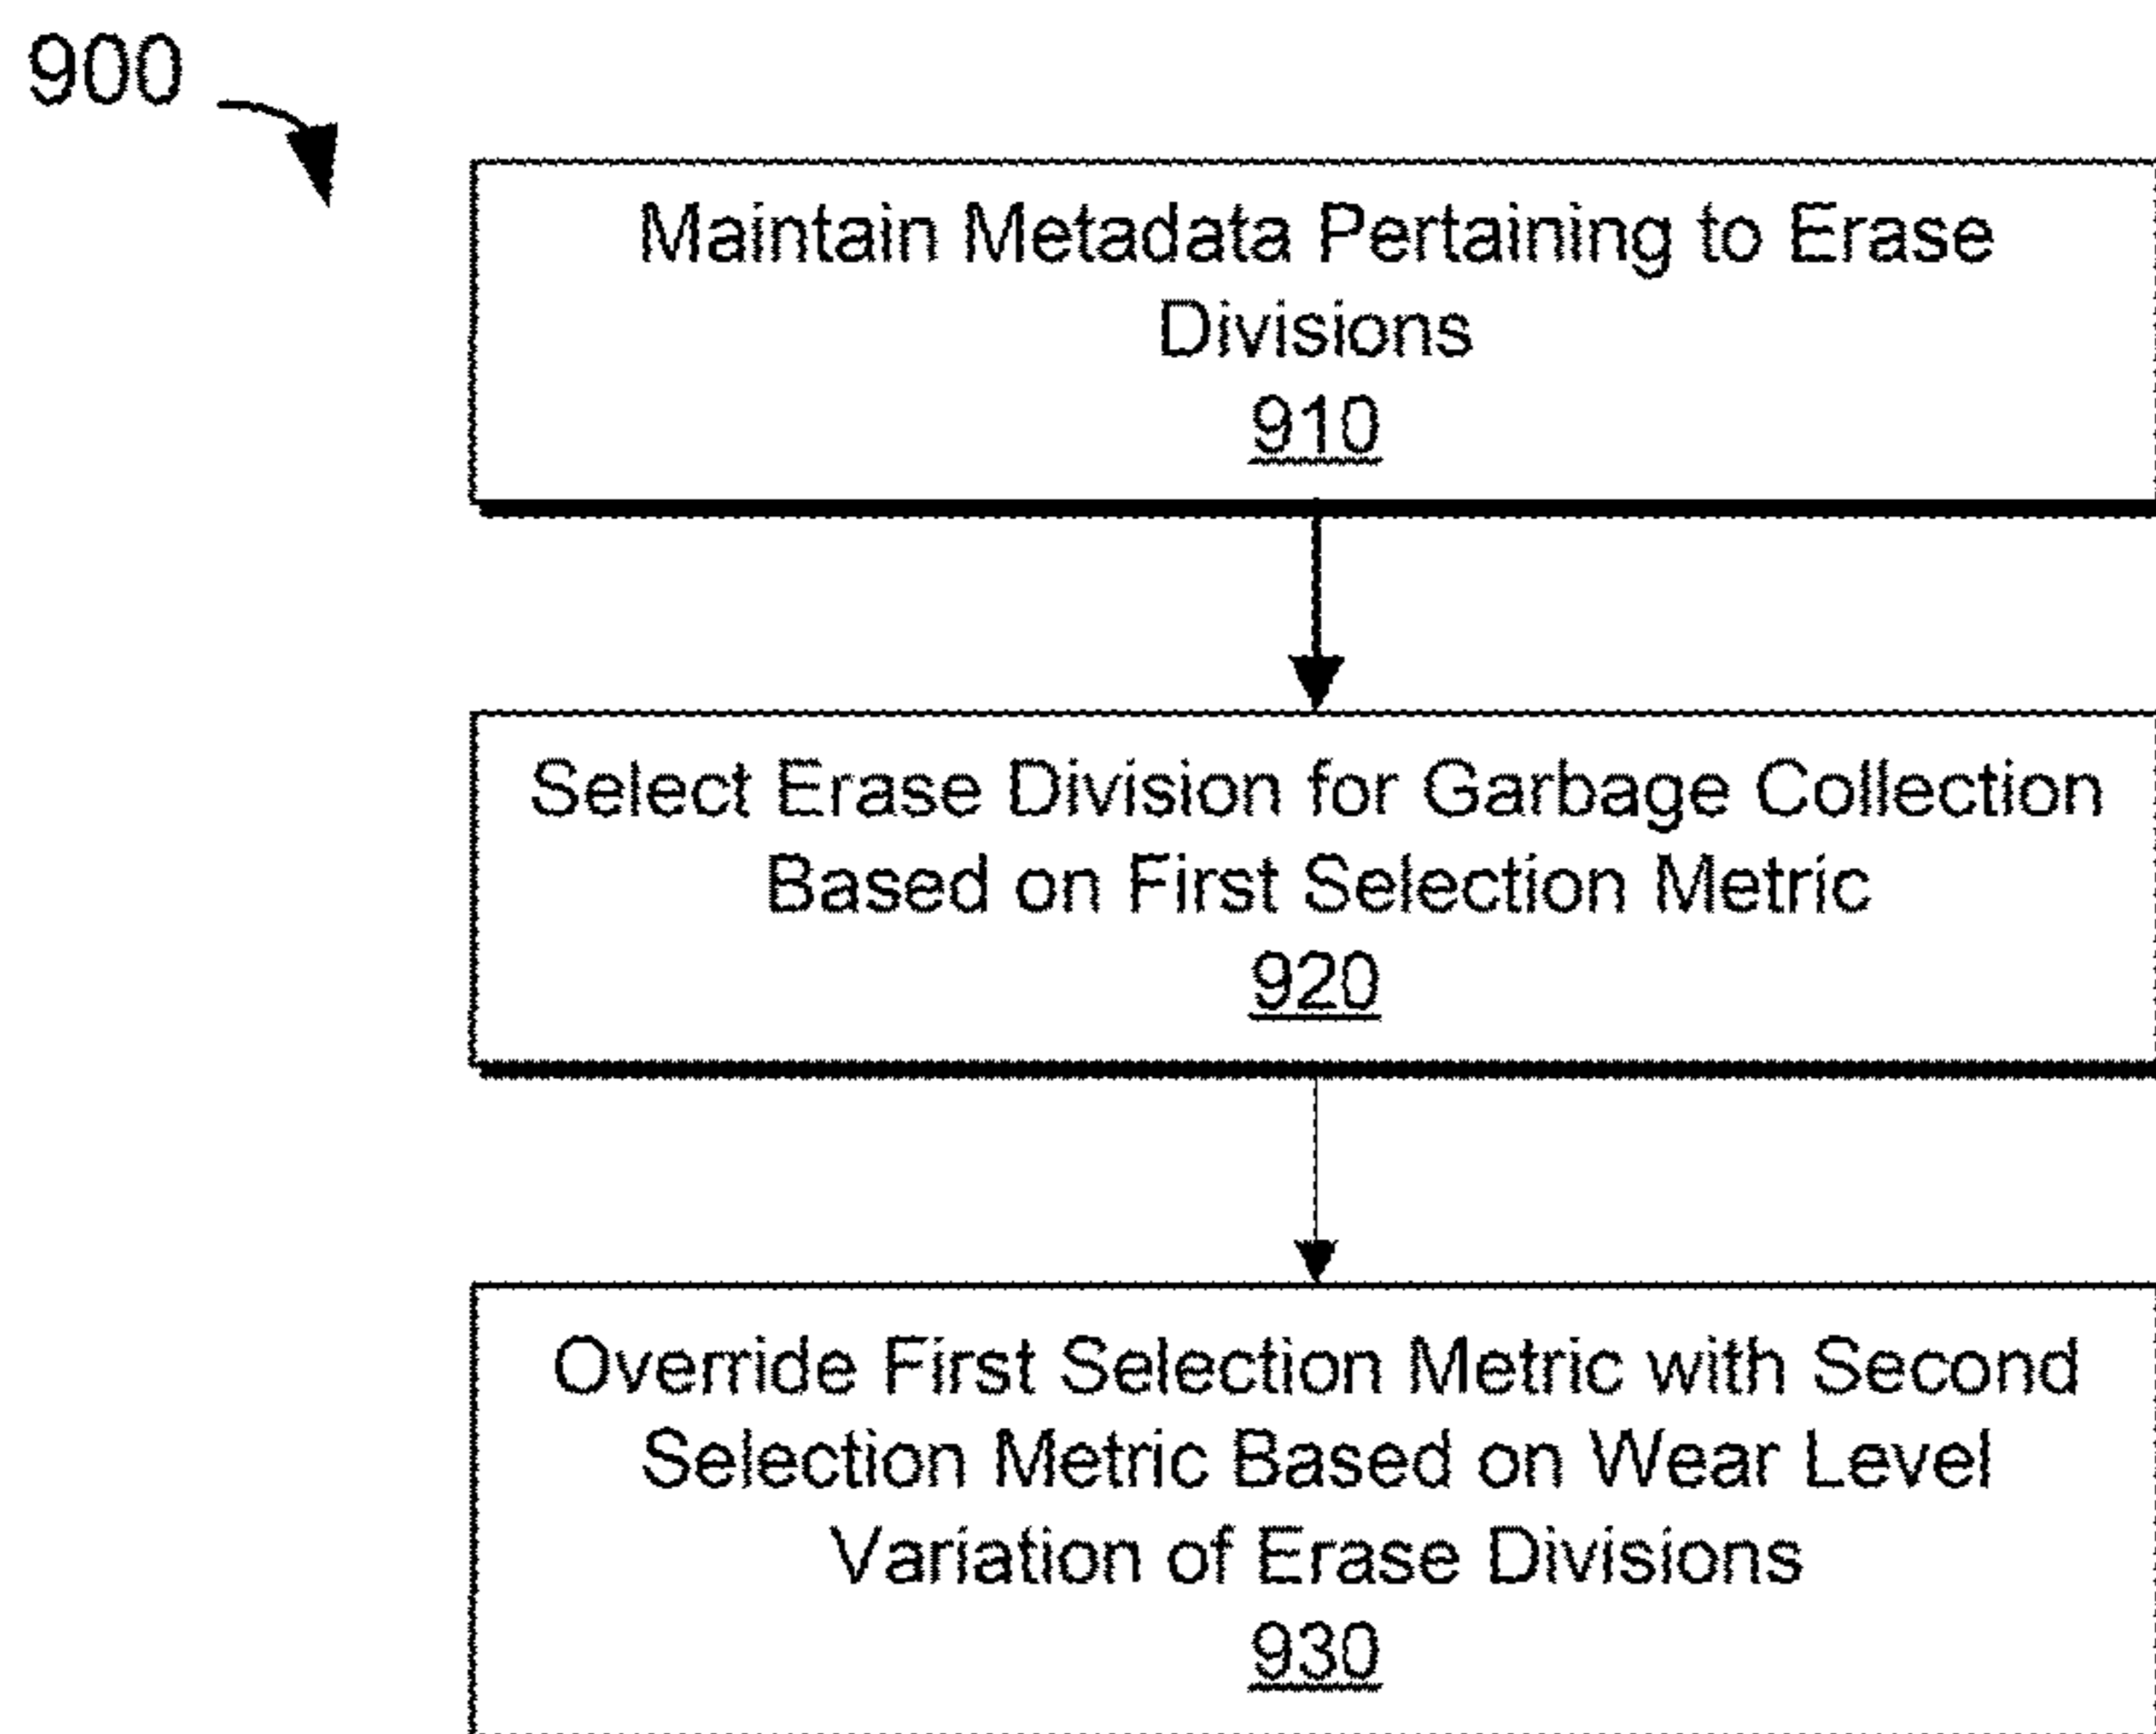 900
Maintain Metadata Pertaining to Erase
Divisions
910
Select Erase Division for Garbage Collection
Based on First Selection Metric
920
Override First Selection Metric with Second
Selection Metric Based on Wear Level
Variation of Erase Divisions
930